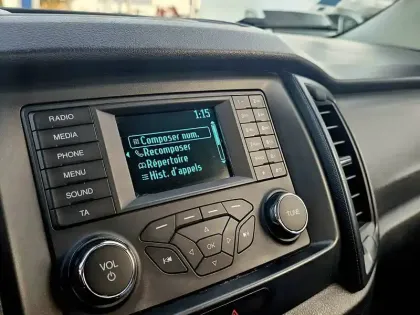 RADIO
MEDIA
PHONE
MENU
SOUND
TA
1:15
Composer num.
Recomposer
Répertoire
Hist. d'appels
OK
VOL
TUNE